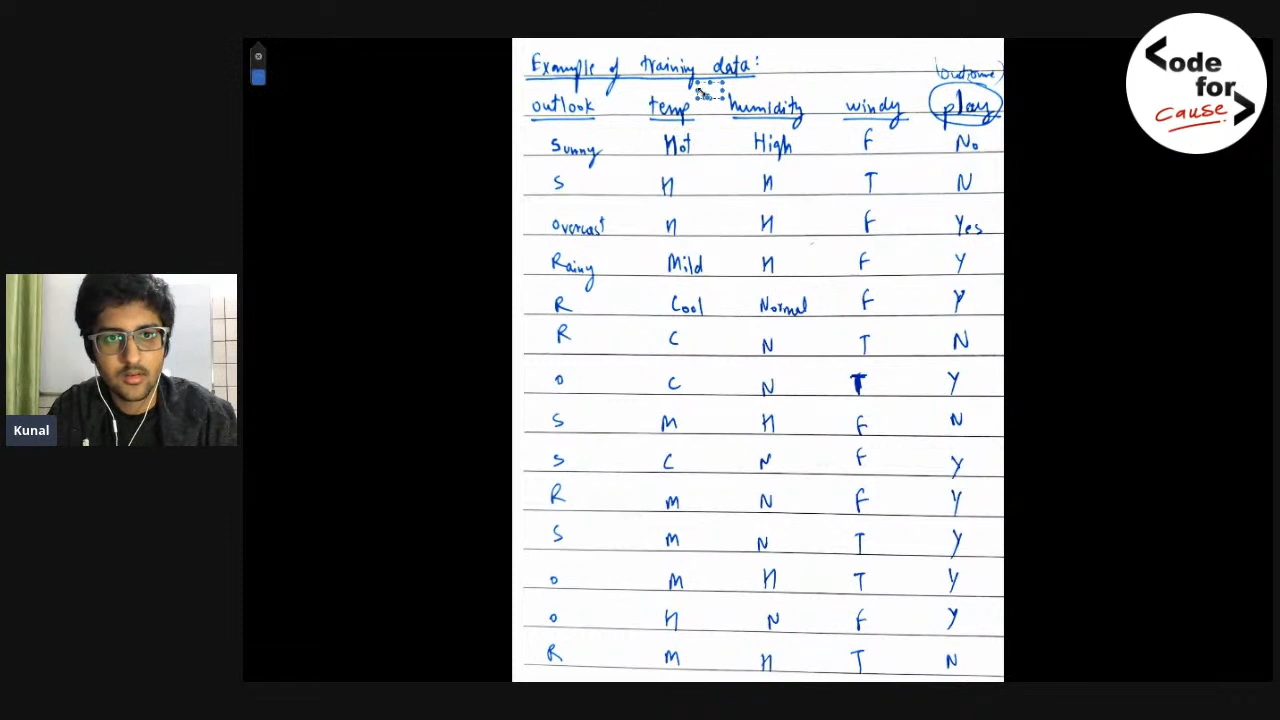 Example of training data:
(outcome)
outlook temp humidity windy play
Sunny Hot High F No
S H H T N
Overcast H H F Yes
Rainy Mild H F Y
R Cool Normal F Y
R C N T N
O C N T Y
S M H F N
S C N F Y
R M N F Y
S M N T Y
O M H T Y
O H N F Y
R M H T N
Kunal
<ode
for
cause >